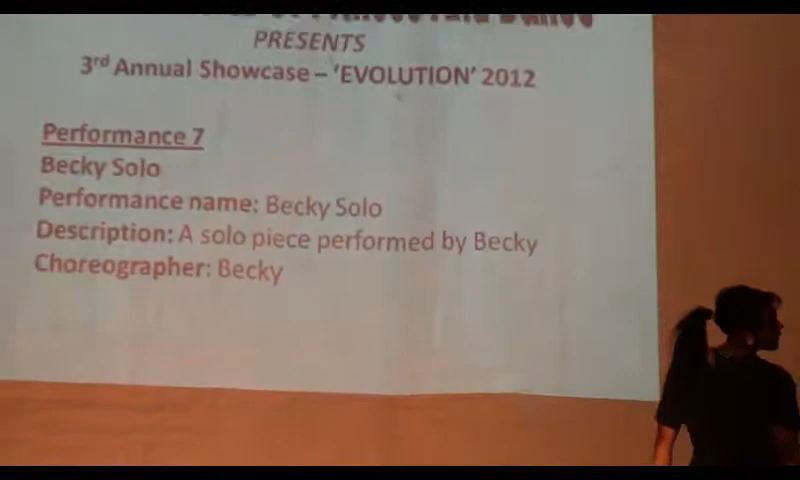 PRESENTS
3rd Annual Showcase – 'EVOLUTION' 2012
Performance 7
Becky Solo
Performance name: Becky Solo
Description: A solo piece performed by Becky
Choreographer: Becky